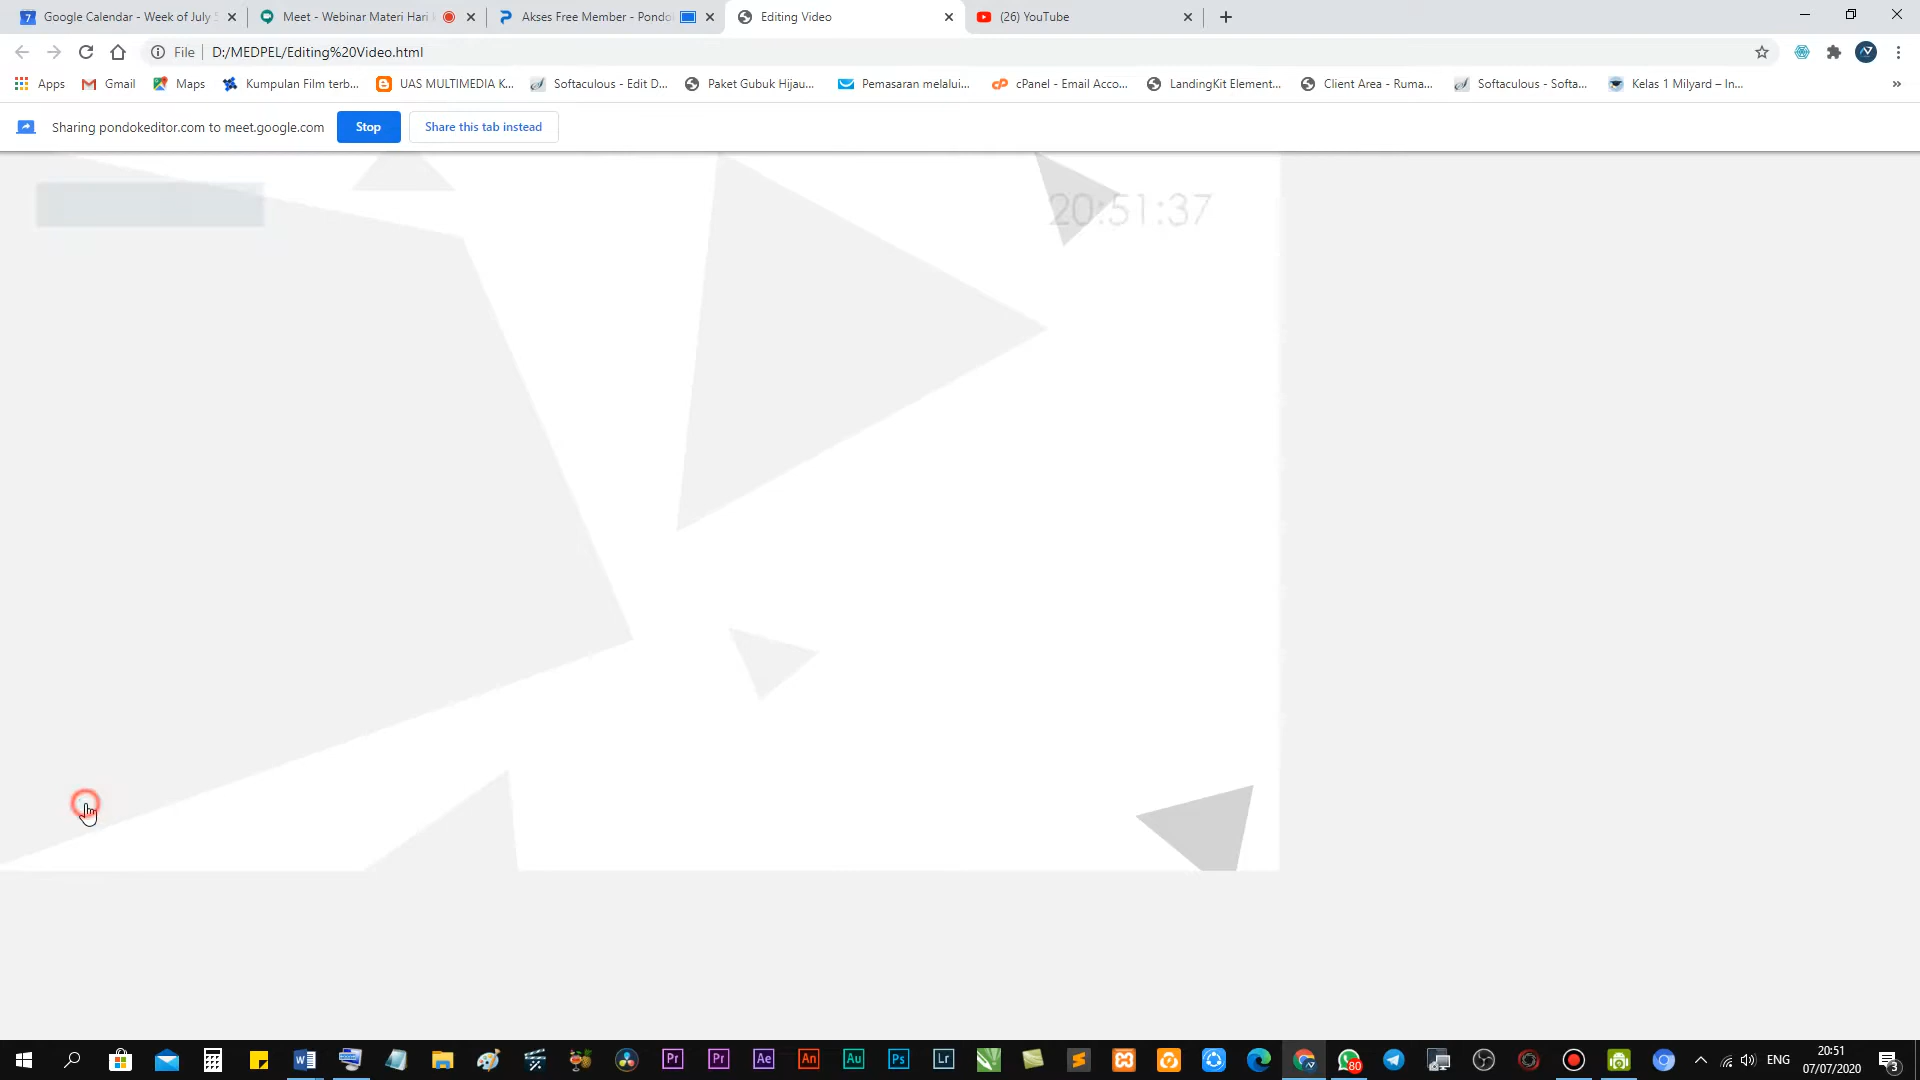 Google Calendar - Week of July 5
Meet - Webinar Materi Hari
Akses Free Member - Pondo
Editing Video
(26) YouTube
File
D:/MEDPEL/Editing%20Video.html
Apps
Gmail
Maps
Kumpulan Film terb...
UAS MULTIMEDIA K...
Softaculous - Edit D...
Paket Gubuk Hijau...
Pemasaran melalui...
cPanel - Email Acco...
LandingKit Element...
Client Area - Ruma...
Softaculous - Softa...
Kelas 1 Milyard – In...
»
Sharing pondokeditor.com to meet.google.com
Stop
Share this tab instead
20:51:37
Pr
Pr
Ae
An
Au
Ps
Lr
80
ENG
20:51
07/07/2020
3